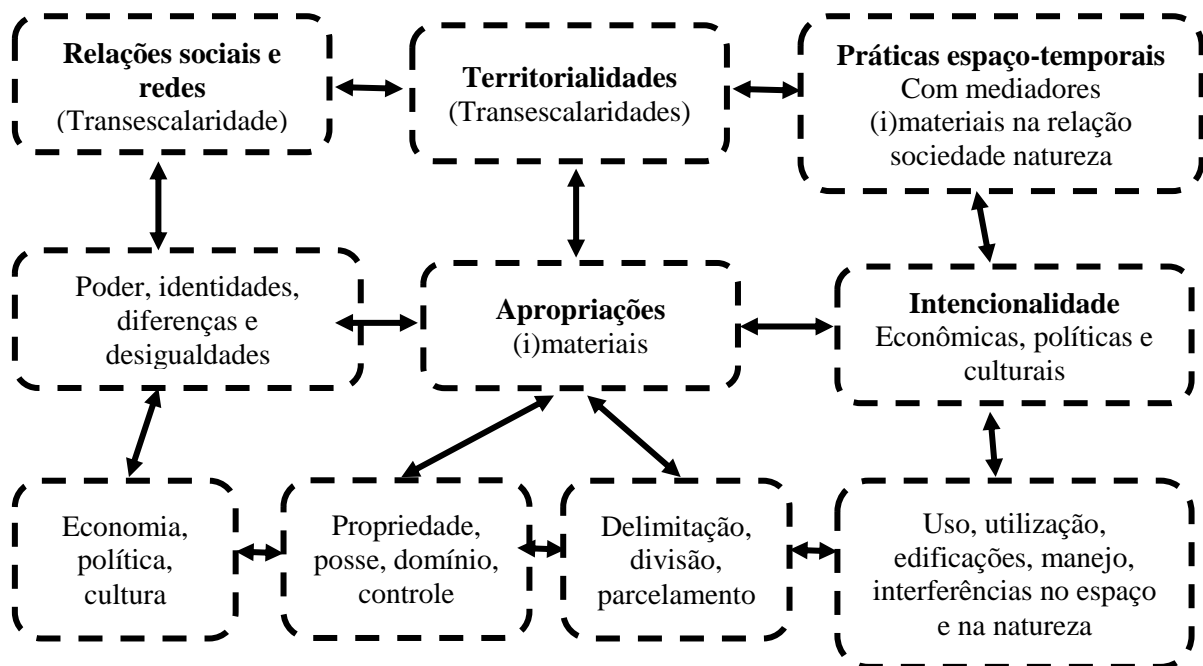 Relações sociais e
redes
(Transescalaridade)
Territorialidades
(Transescalaridades)
Práticas espaço-temporais
Com mediadores
(i)materiais na relação
sociedade natureza
Poder, identidades,
diferenças e
desigualdades
Apropriações
(i)materiais
Intencionalidade
Econômicas, políticas e
culturais
Economia,
política,
cultura
Propriedade,
posse, domínio,
controle
Delimitação,
divisão,
parcelamento
Uso, utilização,
edificações, manejo,
interferências no espaço
e na natureza